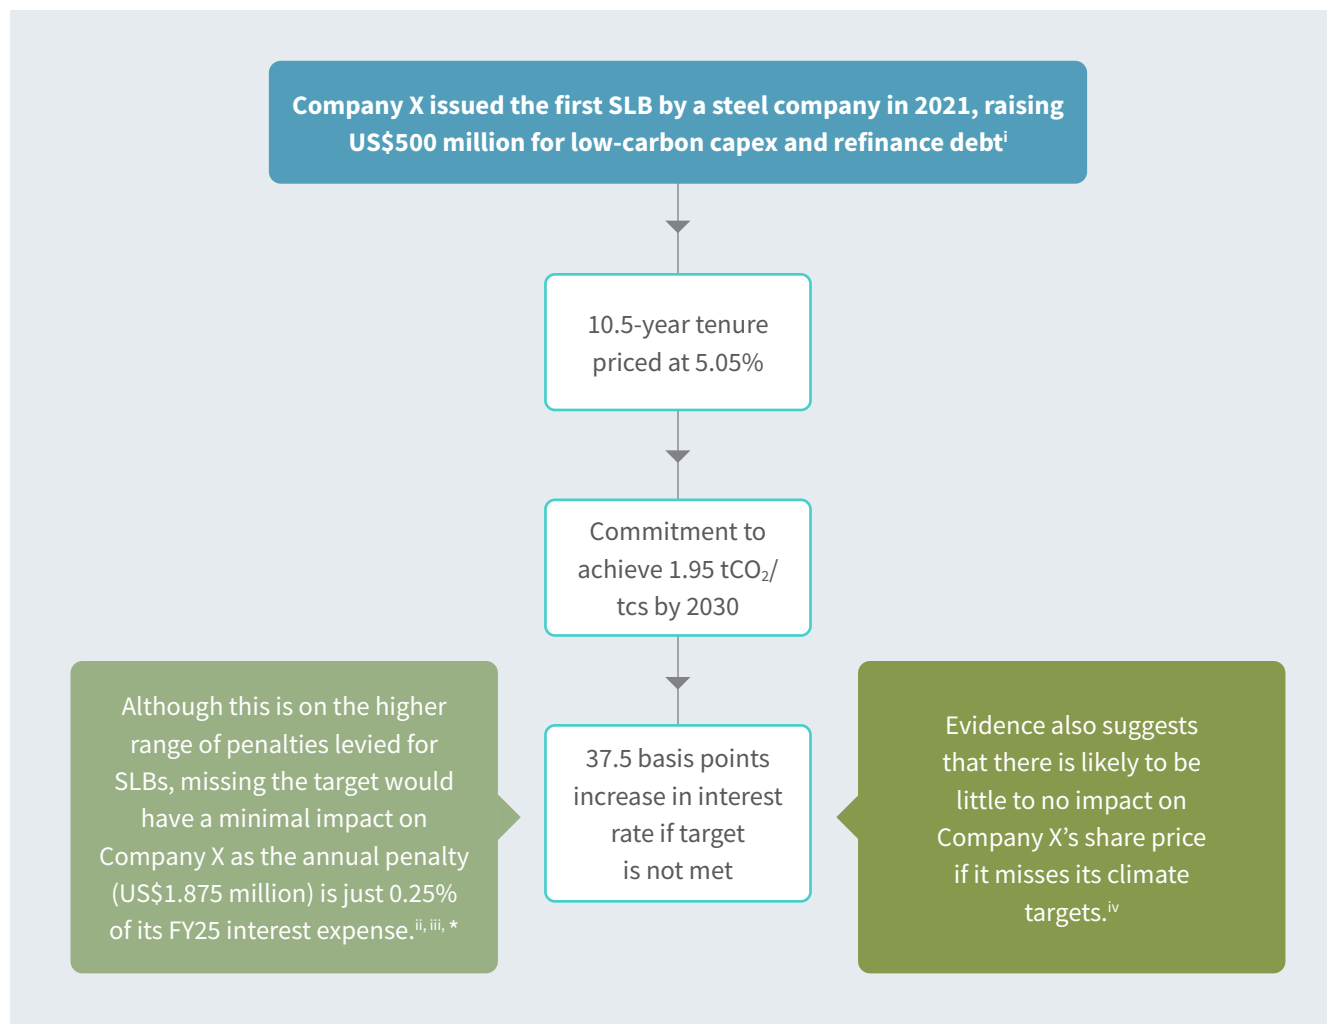 Company X issued the first SLB by a steel company in 2021, raising
US$500 million for low-carbon capex and refinance debtⁱ
10.5-year tenure
priced at 5.05%
Commitment to
achieve 1.95 tCO₂/
tcs by 2030
37.5 basis points
increase in interest
rate if target
is not met
Although this is on the higher
range of penalties levied for
SLBs, missing the target would
have a minimal impact on
Company X as the annual penalty
(US$1.875 million) is just 0.25%
of its FY25 interest expense.ⁱⁱ, ⁱⁱⁱ, *
Evidence also suggests
that there is likely to be
little to no impact on
Company X’s share price
if it misses its climate
targets.ⁱᵛ